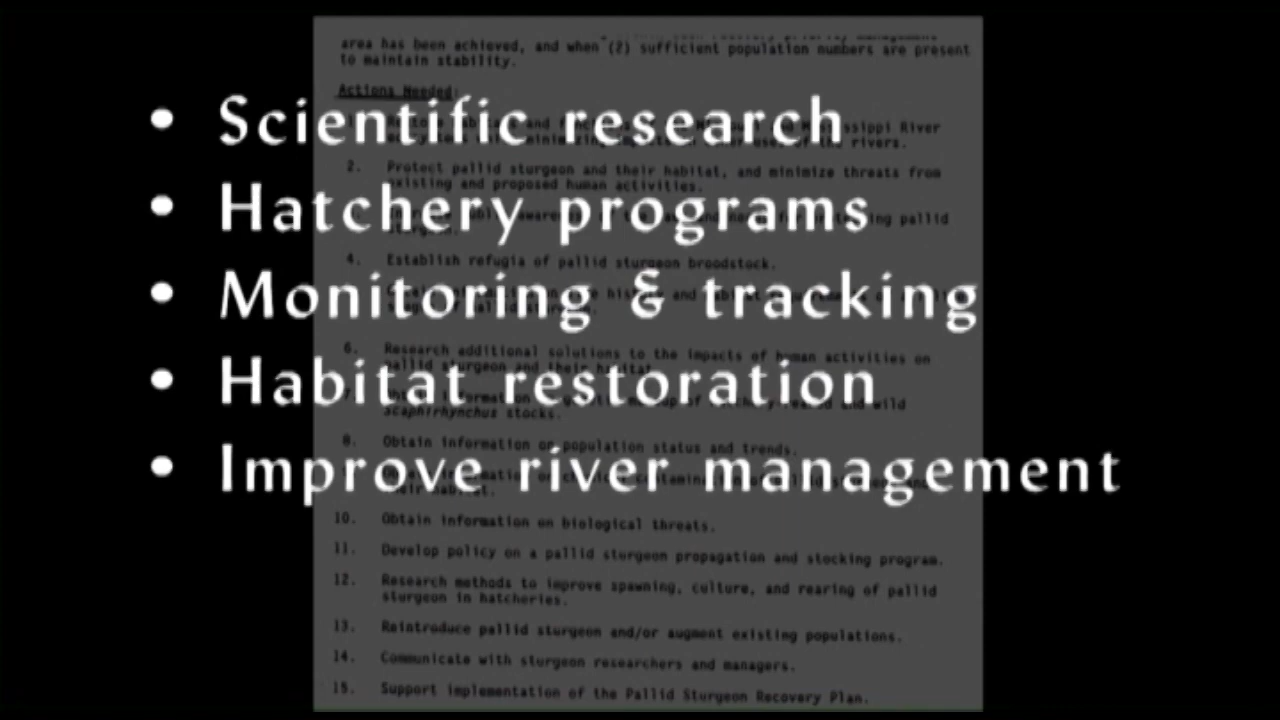 area has been achieved, and when (2) sufficient population numbers are present
to maintain stability.
Actions Needed:
• Scientific research
2. Protect pallid sturgeon and their habitat, and minimize threats from
existing and proposed human activities.
• Hatchery programs
4. Establish refugia of pallid sturgeon broodstock.
• Monitoring & tracking
6. Research additional solutions to the impacts of human activities on
pallid sturgeon and their habitat.
• Habitat restoration
Scaphirhynchus stocks.
8. Obtain information on population status and trends.
• Improve river management
10. Obtain information on biological threats.
11. Develop policy on a pallid sturgeon propagation and stocking program.
12. Research methods to improve spawning, culture, and rearing of pallid
sturgeon in hatcheries.
13. Reintroduce pallid sturgeon and/or augment existing populations.
14. Communicate with sturgeon researchers and managers.
15. Support implementation of the Pallid Sturgeon Recovery Plan.